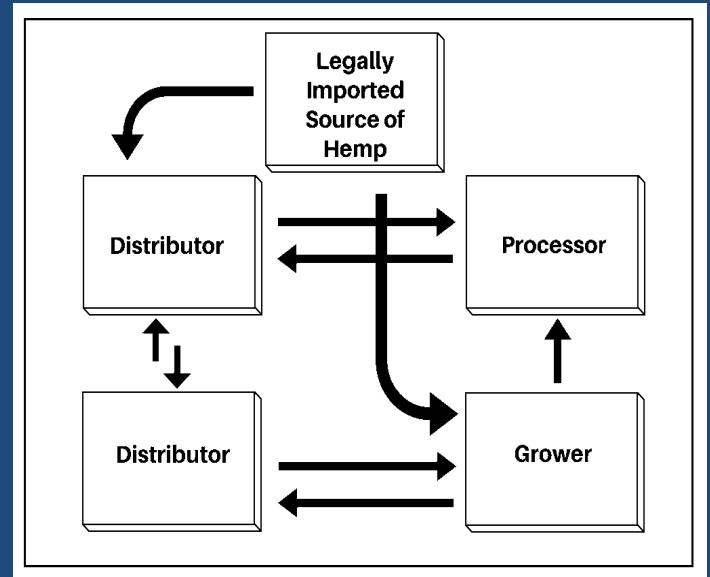 Legally
Imported
Source of
Hemp
Distributor
Processor
Distributor
Grower